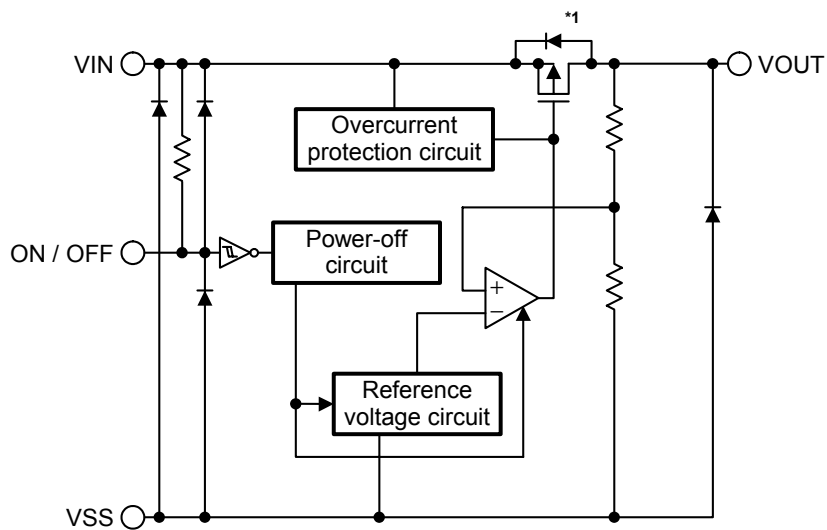 *1
VIN
VOUT
Overcurrent
protection circuit
ON / OFF
Power-off
circuit
+
−
Reference
voltage circuit
VSS